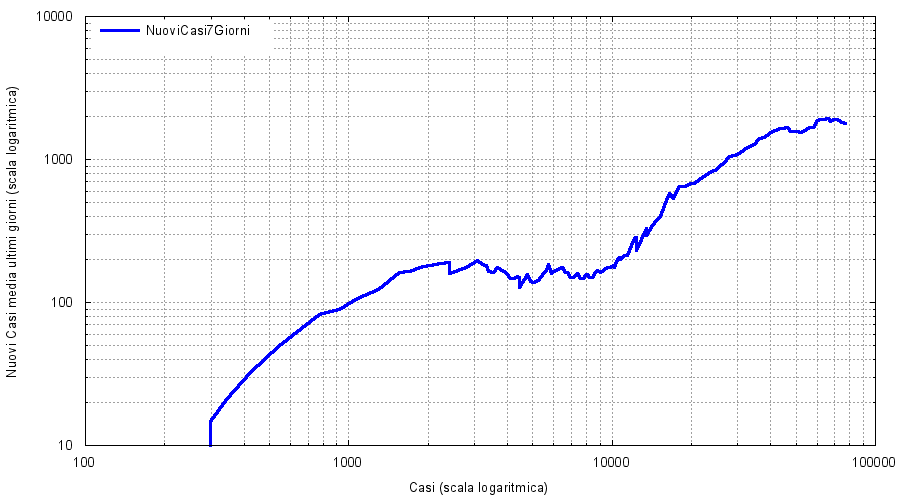 10000
NuoviCasi7Giorni
1000
100
10
Nuovi Casi media ultimi giorni (scala logaritmica)
100
1000
10000
100000
Casi (scala logaritmica)